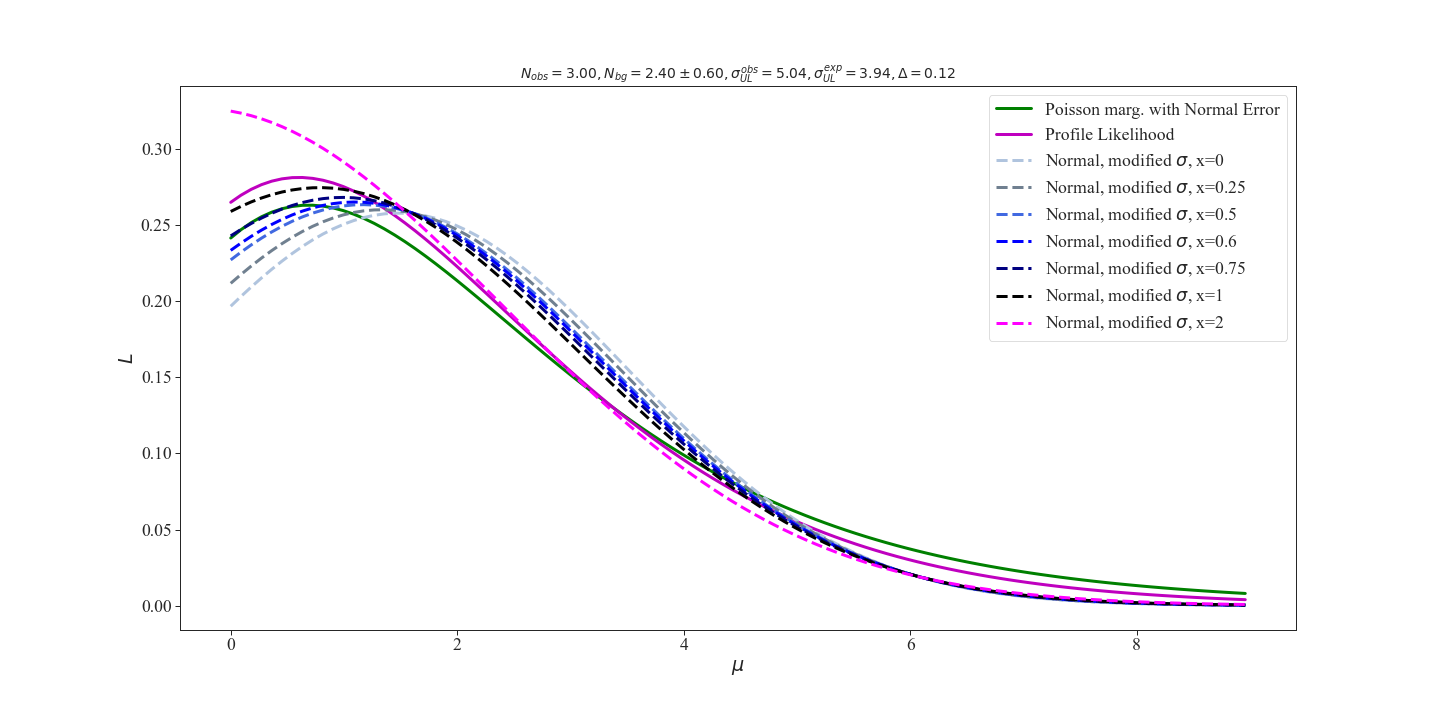 N_obs = 3.00, N_bg = 2.40 ± 0.60, σ_UL^obs = 5.04, σ_UL^exp = 3.94, Δ = 0.12
Poisson marg. with Normal Error
Profile Likelihood
Normal, modified σ, x=0
Normal, modified σ, x=0.25
Normal, modified σ, x=0.5
Normal, modified σ, x=0.6
Normal, modified σ, x=0.75
Normal, modified σ, x=1
Normal, modified σ, x=2
0.30
0.25
0.20
0.15
0.10
0.05
0.00
L
0 2 4 6 8
μ